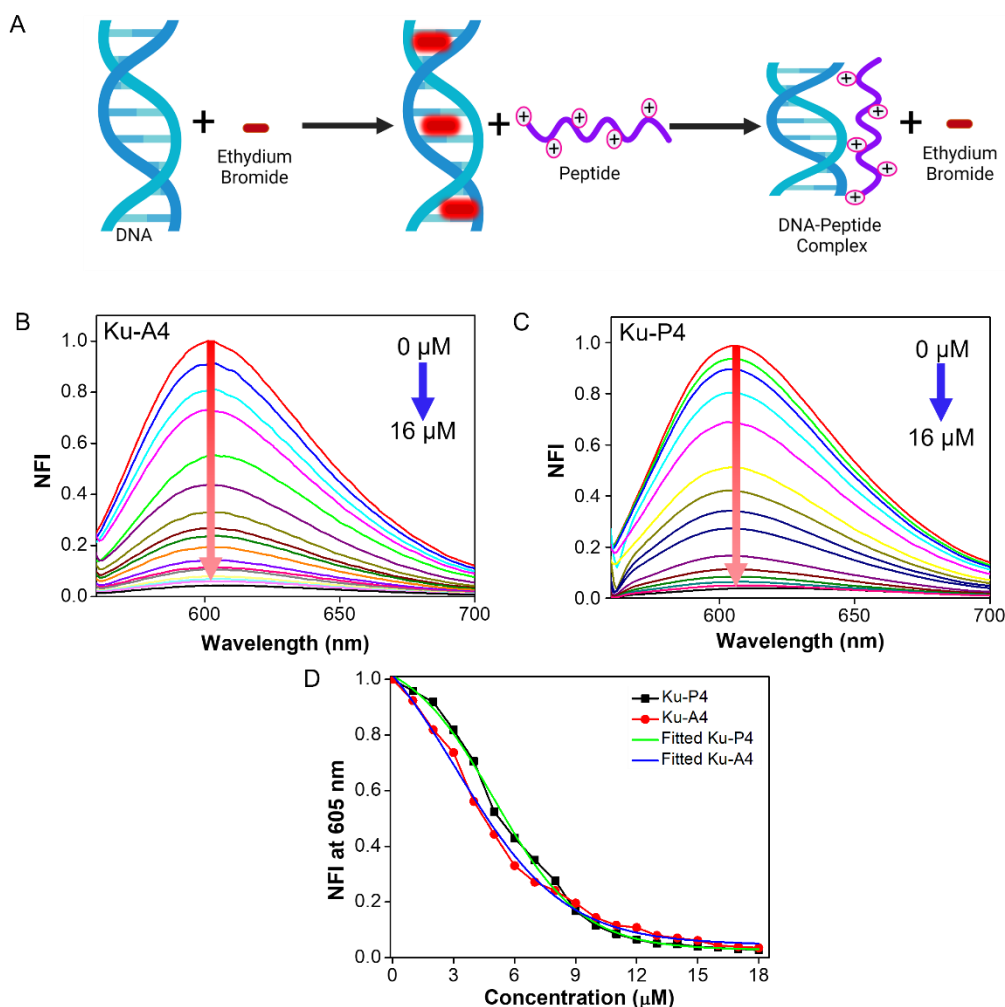 A
+
+
+
DNA
Ethydium
Bromide
Peptide
DNA-Peptide
Complex
Ethydium
Bromide
+ + + + + +
+ + + + +
B
Ku-A4
0 µM
16 µM
NFI
1.0
0.8
0.6
0.4
0.2
0.0
600 650 700
Wavelength (nm)
C
Ku-P4
0 µM
16 µM
NFI
1.0
0.8
0.6
0.4
0.2
0.0
600 650 700
Wavelength (nm)
D
Ku-P4
Ku-A4
Fitted Ku-P4
Fitted Ku-A4
NFI at 605 nm
1.0
0.8
0.6
0.4
0.2
0.0
0 3 6 9 12 15 18
Concentration (µM)